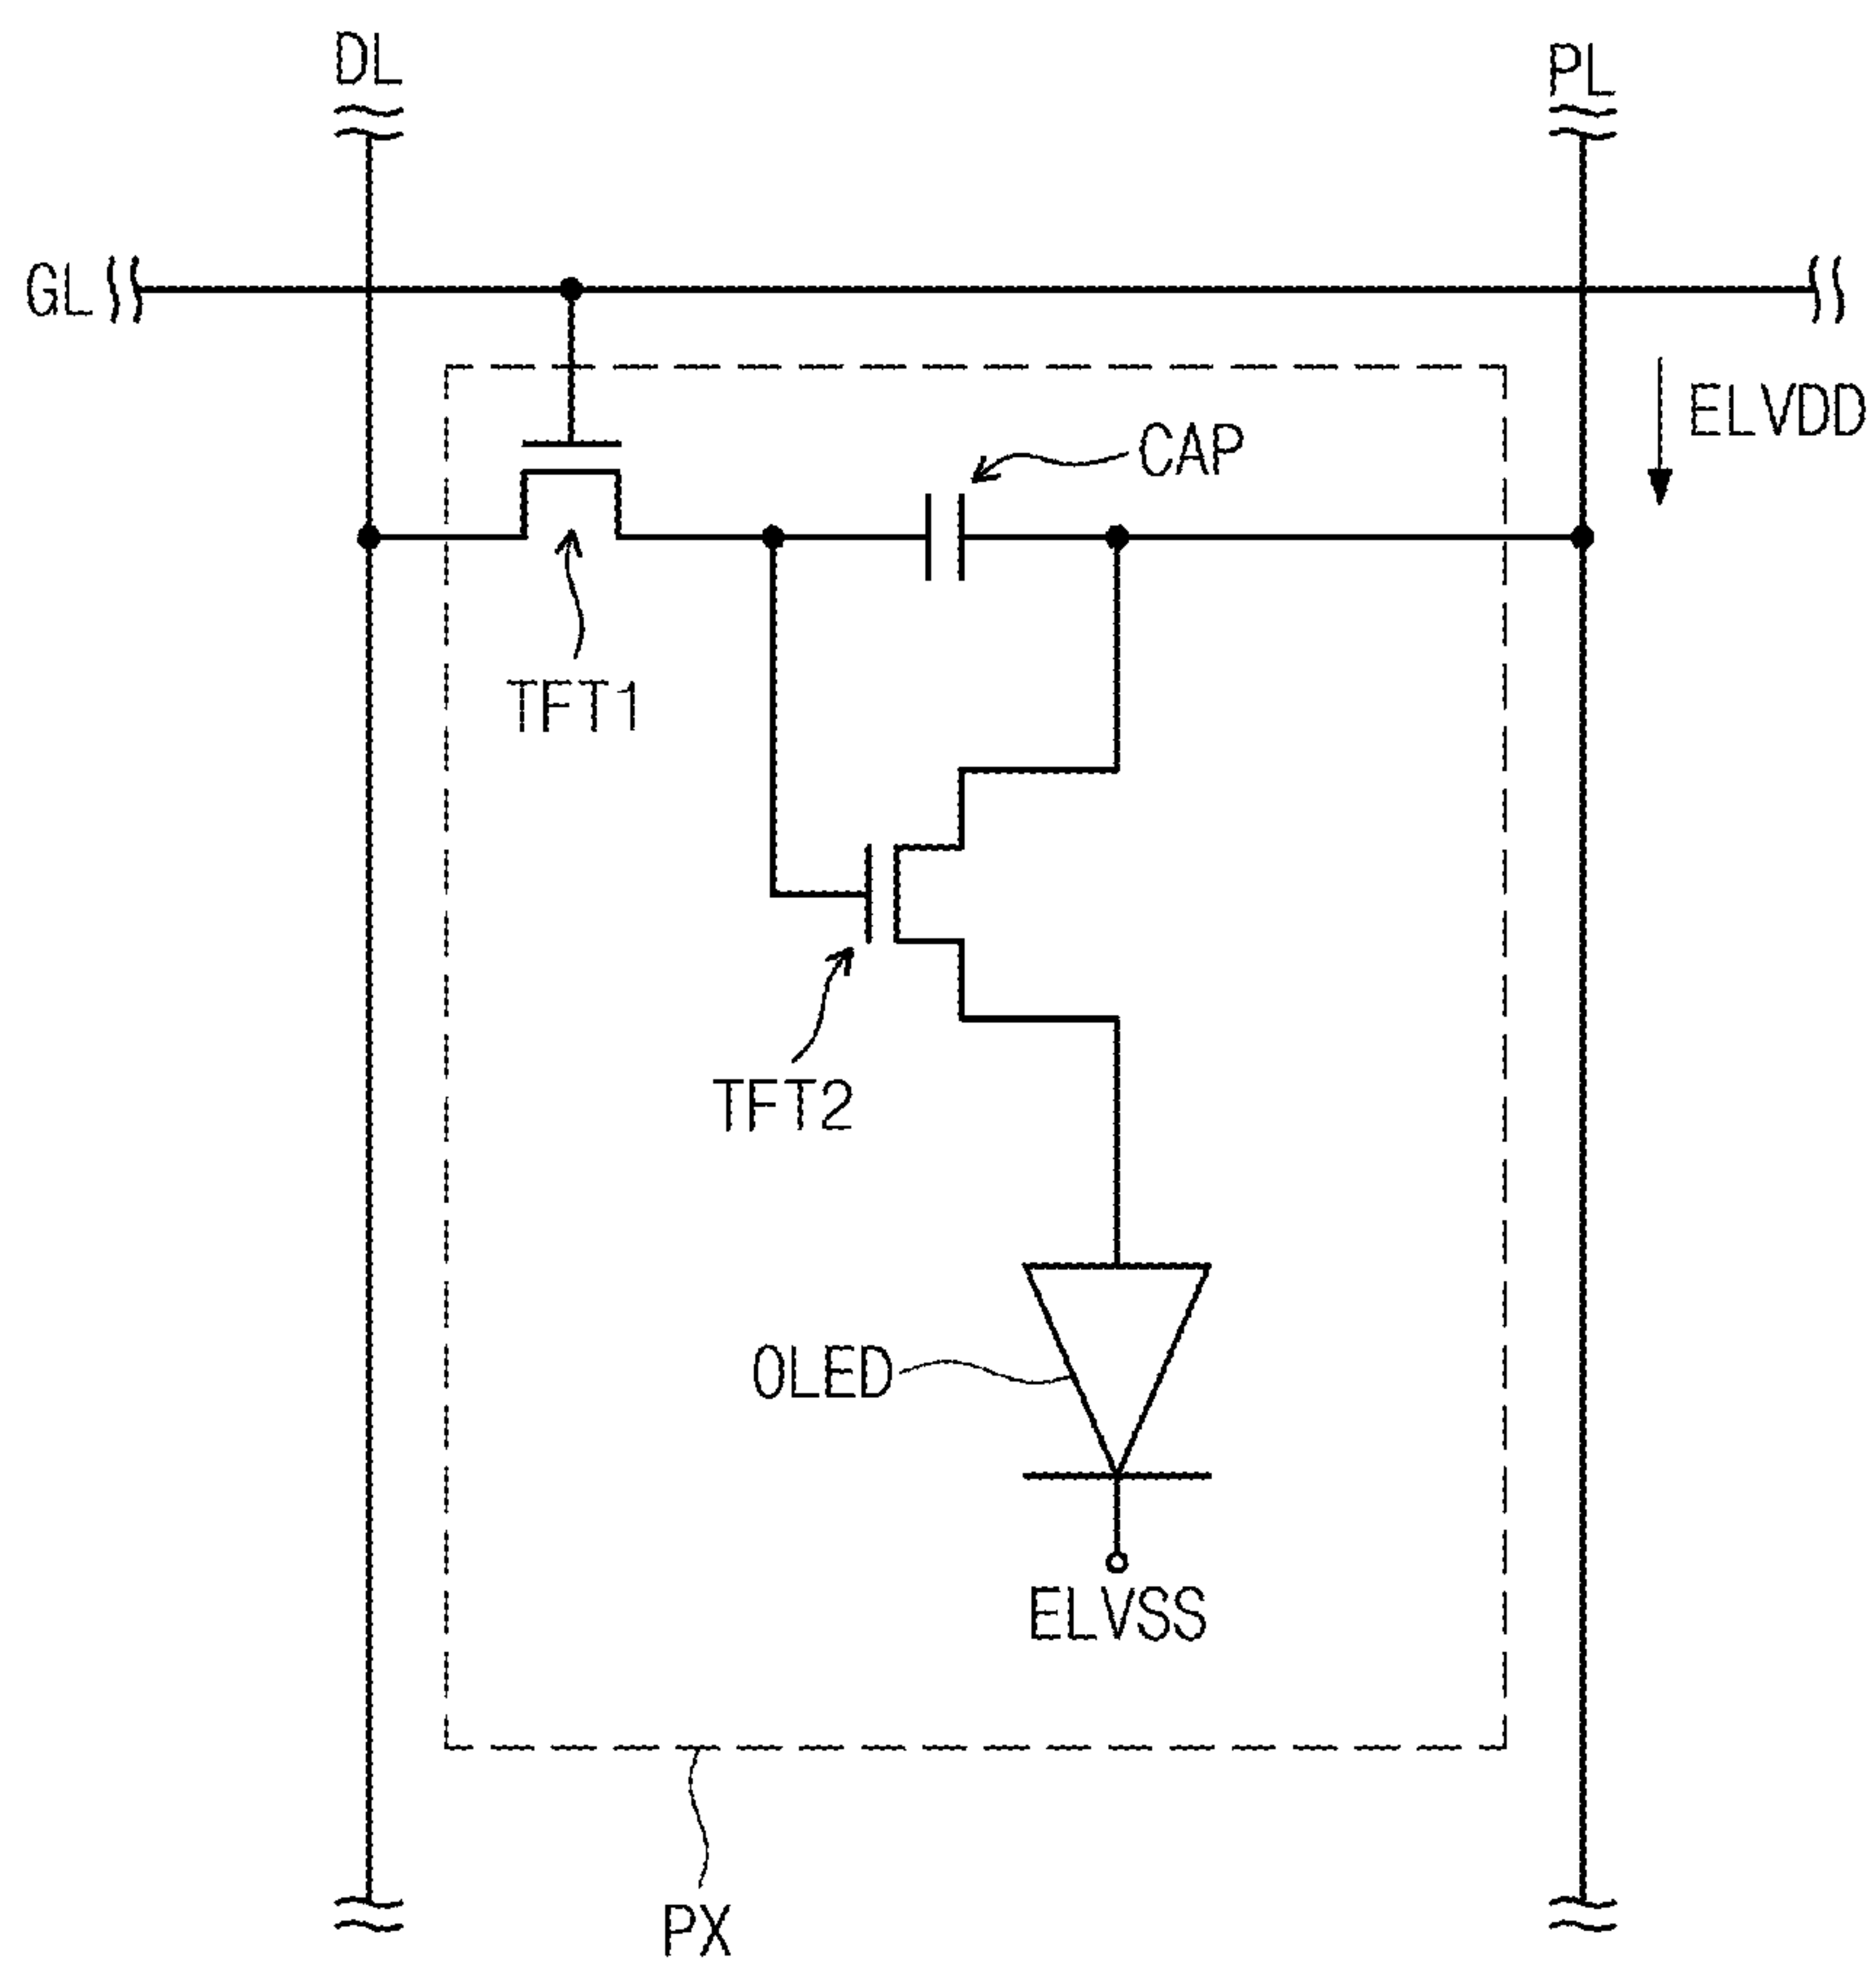 DL
PL
GL
ELVDD
CAP
TFT1
TFT2
OLED
ELVSS
PX